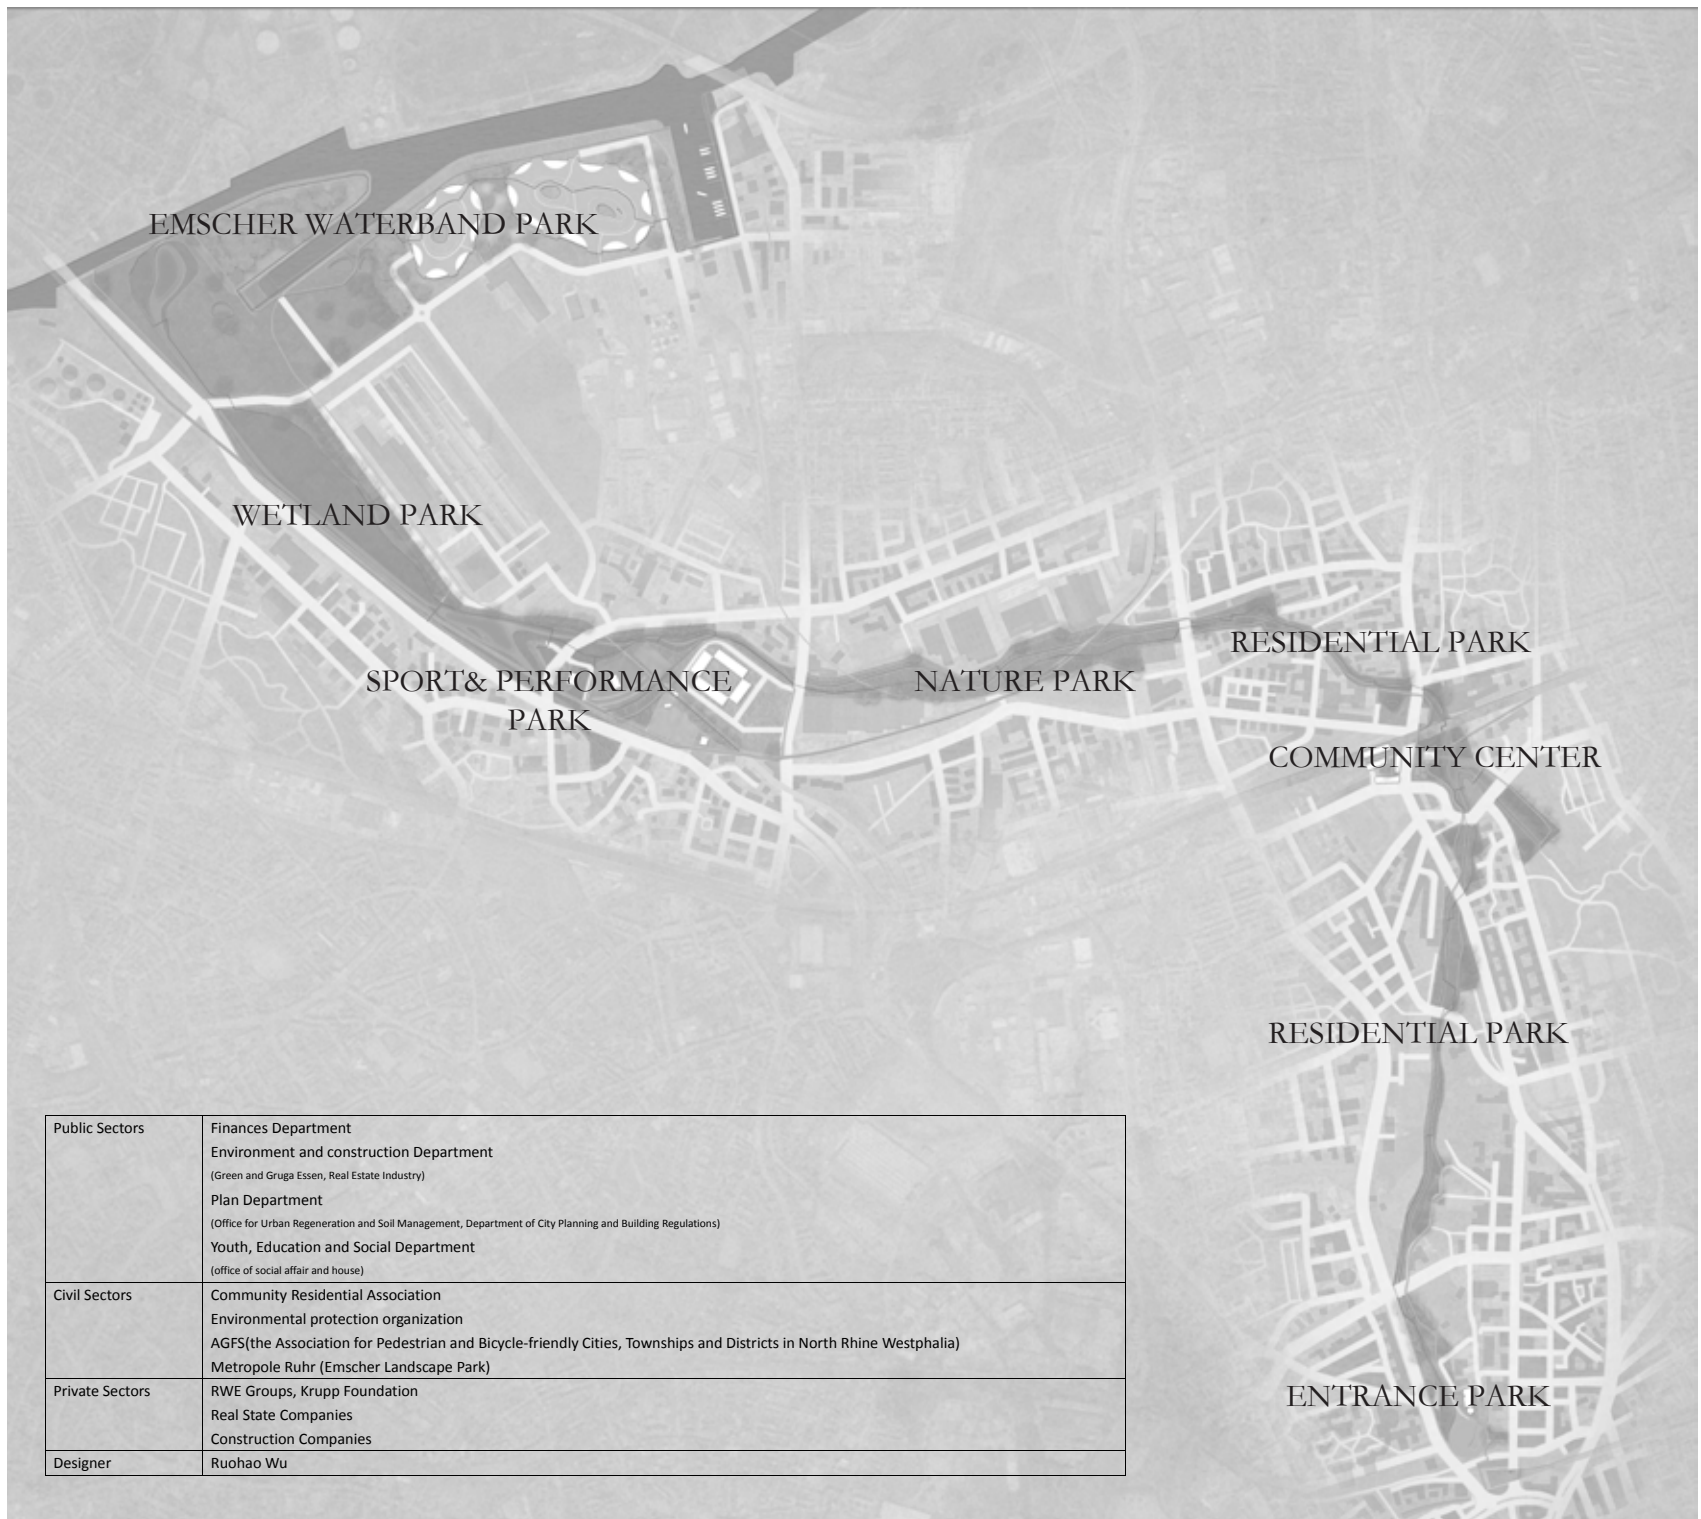 EMSCHER WATERBAND PARK
WETLAND PARK
SPORT& PERFORMANCE
PARK
NATURE PARK
RESIDENTIAL PARK
COMMUNITY CENTER
RESIDENTIAL PARK
ENTRANCE PARK
Public Sectors
Finances Department
Environment and construction Department
(Green and Gruga Essen, Real Estate Industry)
Plan Department
(Office for Urban Regeneration and Soil Management, Department of City Planning and Building Regulations)
Youth, Education and Social Department
(office of social affair and house)
Civil Sectors
Community Residential Association
Environmental protection organization
AGFS(the Association for Pedestrian and Bicycle-friendly Cities, Townships and Districts in North Rhine Westphalia)
Metropole Ruhr (Emscher Landscape Park)
Private Sectors
RWE Groups, Krupp Foundation
Real State Companies
Construction Companies
Designer
Ruohao Wu